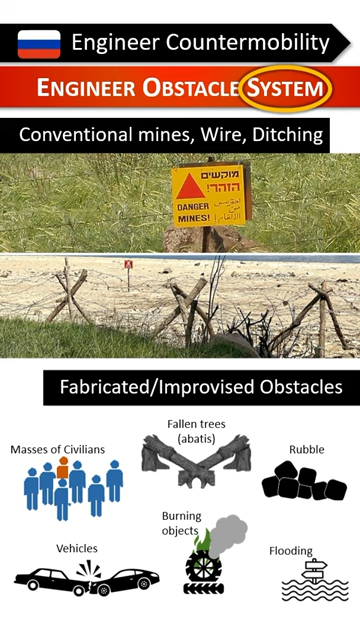 Engineer Countermobility
ENGINEER OBSTACLE SYSTEM
Conventional mines, Wire, Ditching
מוקשים
הזהר!
DANGER
MINES!
Fabricated/Improvised Obstacles
Fallen trees
(abatis)
Masses of Civilians
Rubble
Burning
objects
Vehicles
Flooding